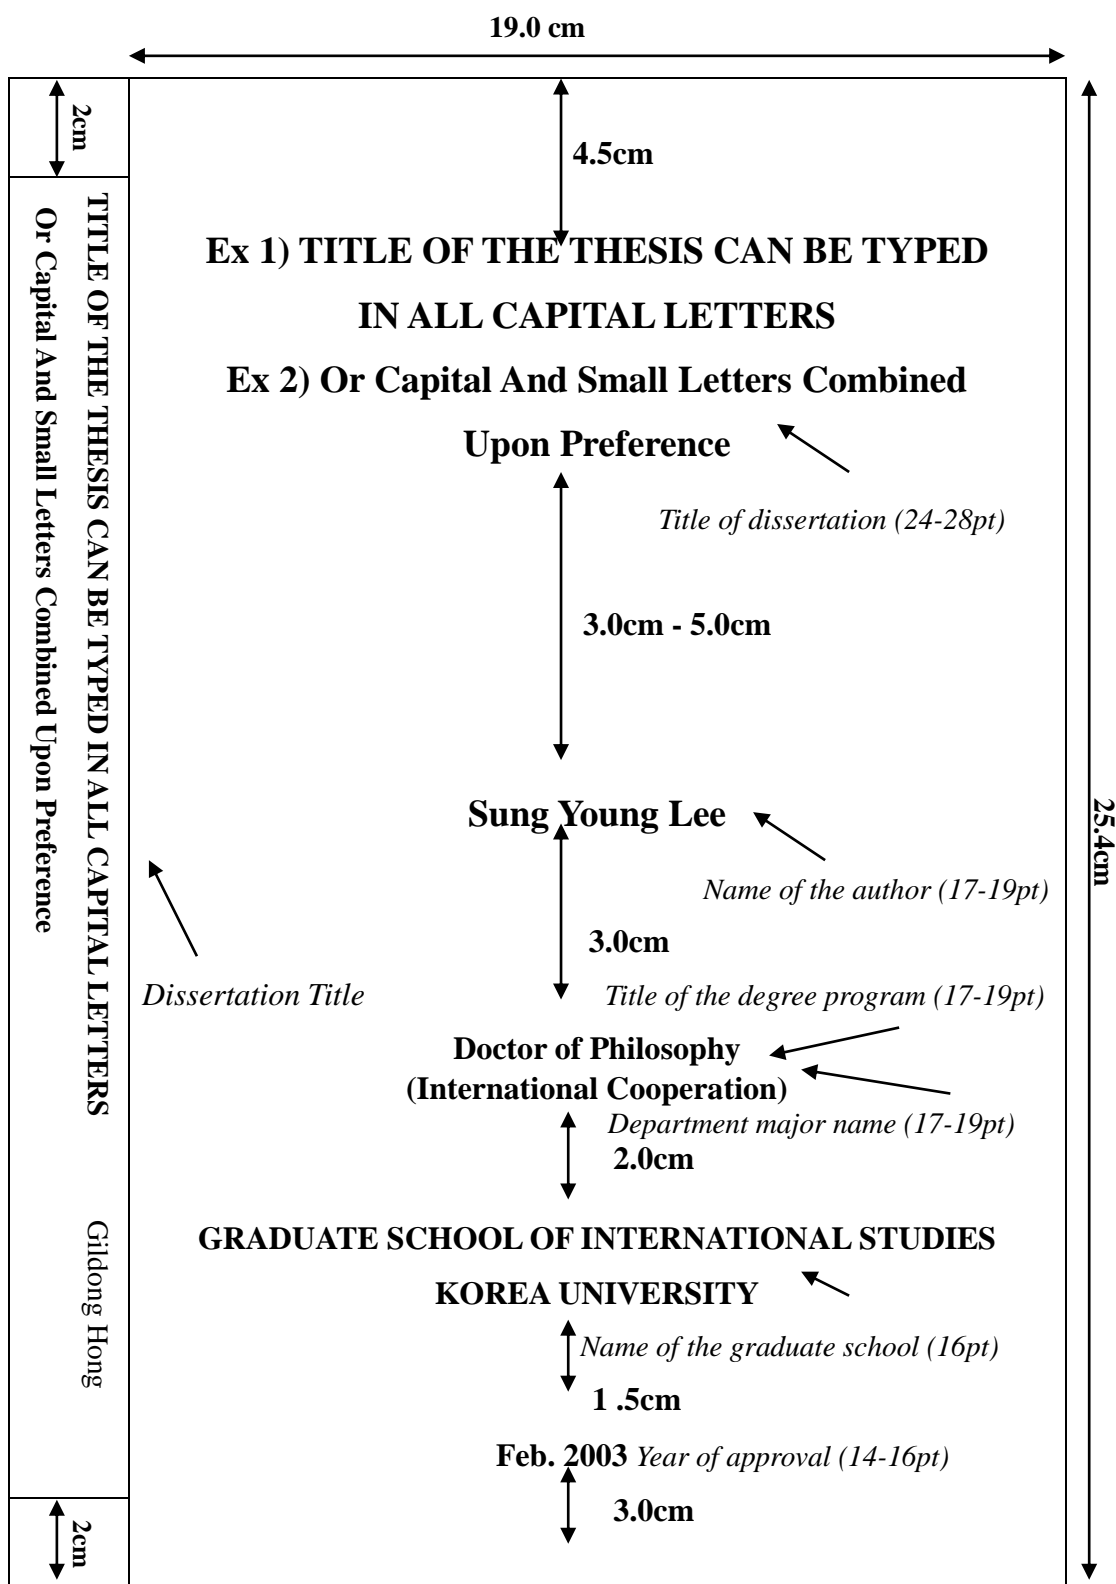 19.0 cm
2cm
4.5cm
TITLE OF THE THESIS CAN BE TYPED IN ALL CAPITAL LETTERS
Or Capital And Small Letters Combined Upon Preference
Ex 1) TITLE OF THE THESIS CAN BE TYPED
IN ALL CAPITAL LETTERS
Ex 2) Or Capital And Small Letters Combined
Upon Preference
Title of dissertation (24-28pt)
3.0cm - 5.0cm
Sung Young Lee
25.4cm
Name of the author (17-19pt)
3.0cm
Dissertation Title
Title of the degree program (17-19pt)
Doctor of Philosophy
(International Cooperation)
Department major name (17-19pt)
2.0cm
Gildong Hong
GRADUATE SCHOOL OF INTERNATIONAL STUDIES
KOREA UNIVERSITY
Name of the graduate school (16pt)
1 .5cm
Feb. 2003 Year of approval (14-16pt)
3.0cm
2cm